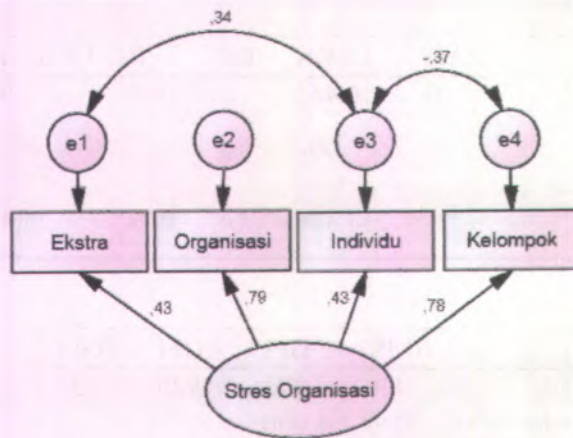 ,34
-,37
e1 e2 e3 e4
Ekstra Organisasi Individu Kelompok
,43 ,79 ,43 ,78
Stres Organisasi